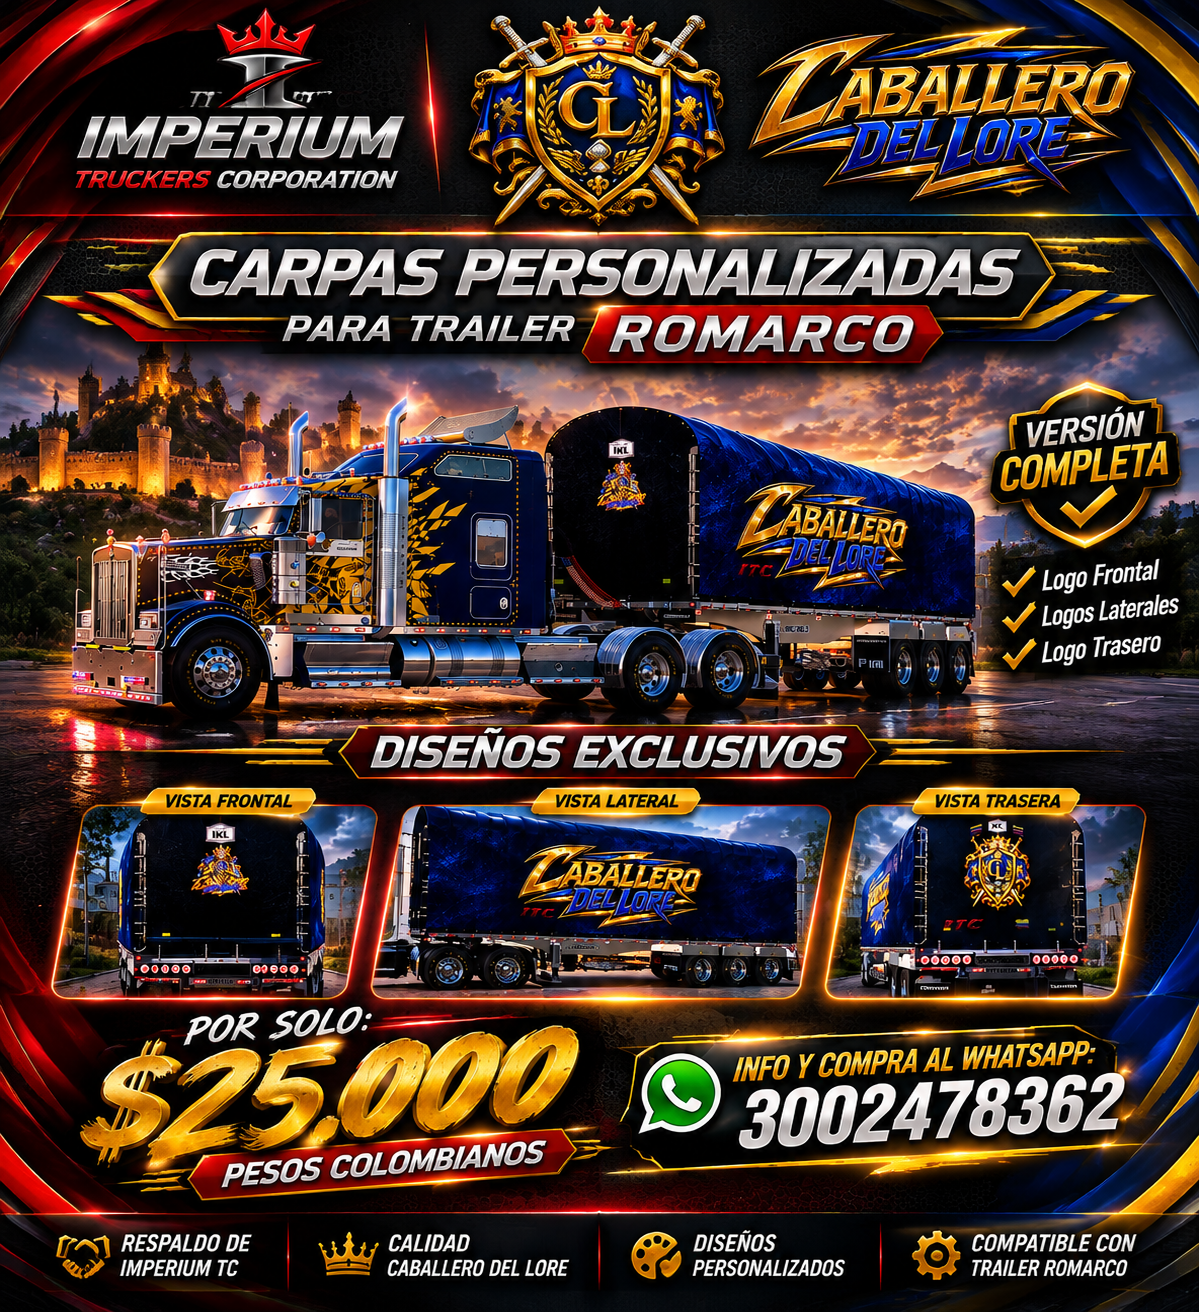 IMPERIUM
TRUCKERS CORPORATION
CL
CABALLERO
DEL LORE
CARPAS PERSONALIZADAS
PARA TRAILER ROMARCO
VERSIÓN
COMPLETA
Logo Frontal
Logos Laterales
Logo Trasero
IKL
CABALLERO
DEL LORE
ITC
DISEÑOS EXCLUSIVOS
VISTA FRONTAL
VISTA LATERAL
VISTA TRASERA
IKL
CABALLERO
DEL LORE
ITC
CL
ITC
POR SOLO:
$25.000
PESOS COLOMBIANOS
INFO Y COMPRA AL WHATSAPP:
3002478362
RESPALDO DE
IMPERIUM TC
CALIDAD
CABALLERO DEL LORE
DISEÑOS
PERSONALIZADOS
COMPATIBLE CON
TRAILER ROMARCO